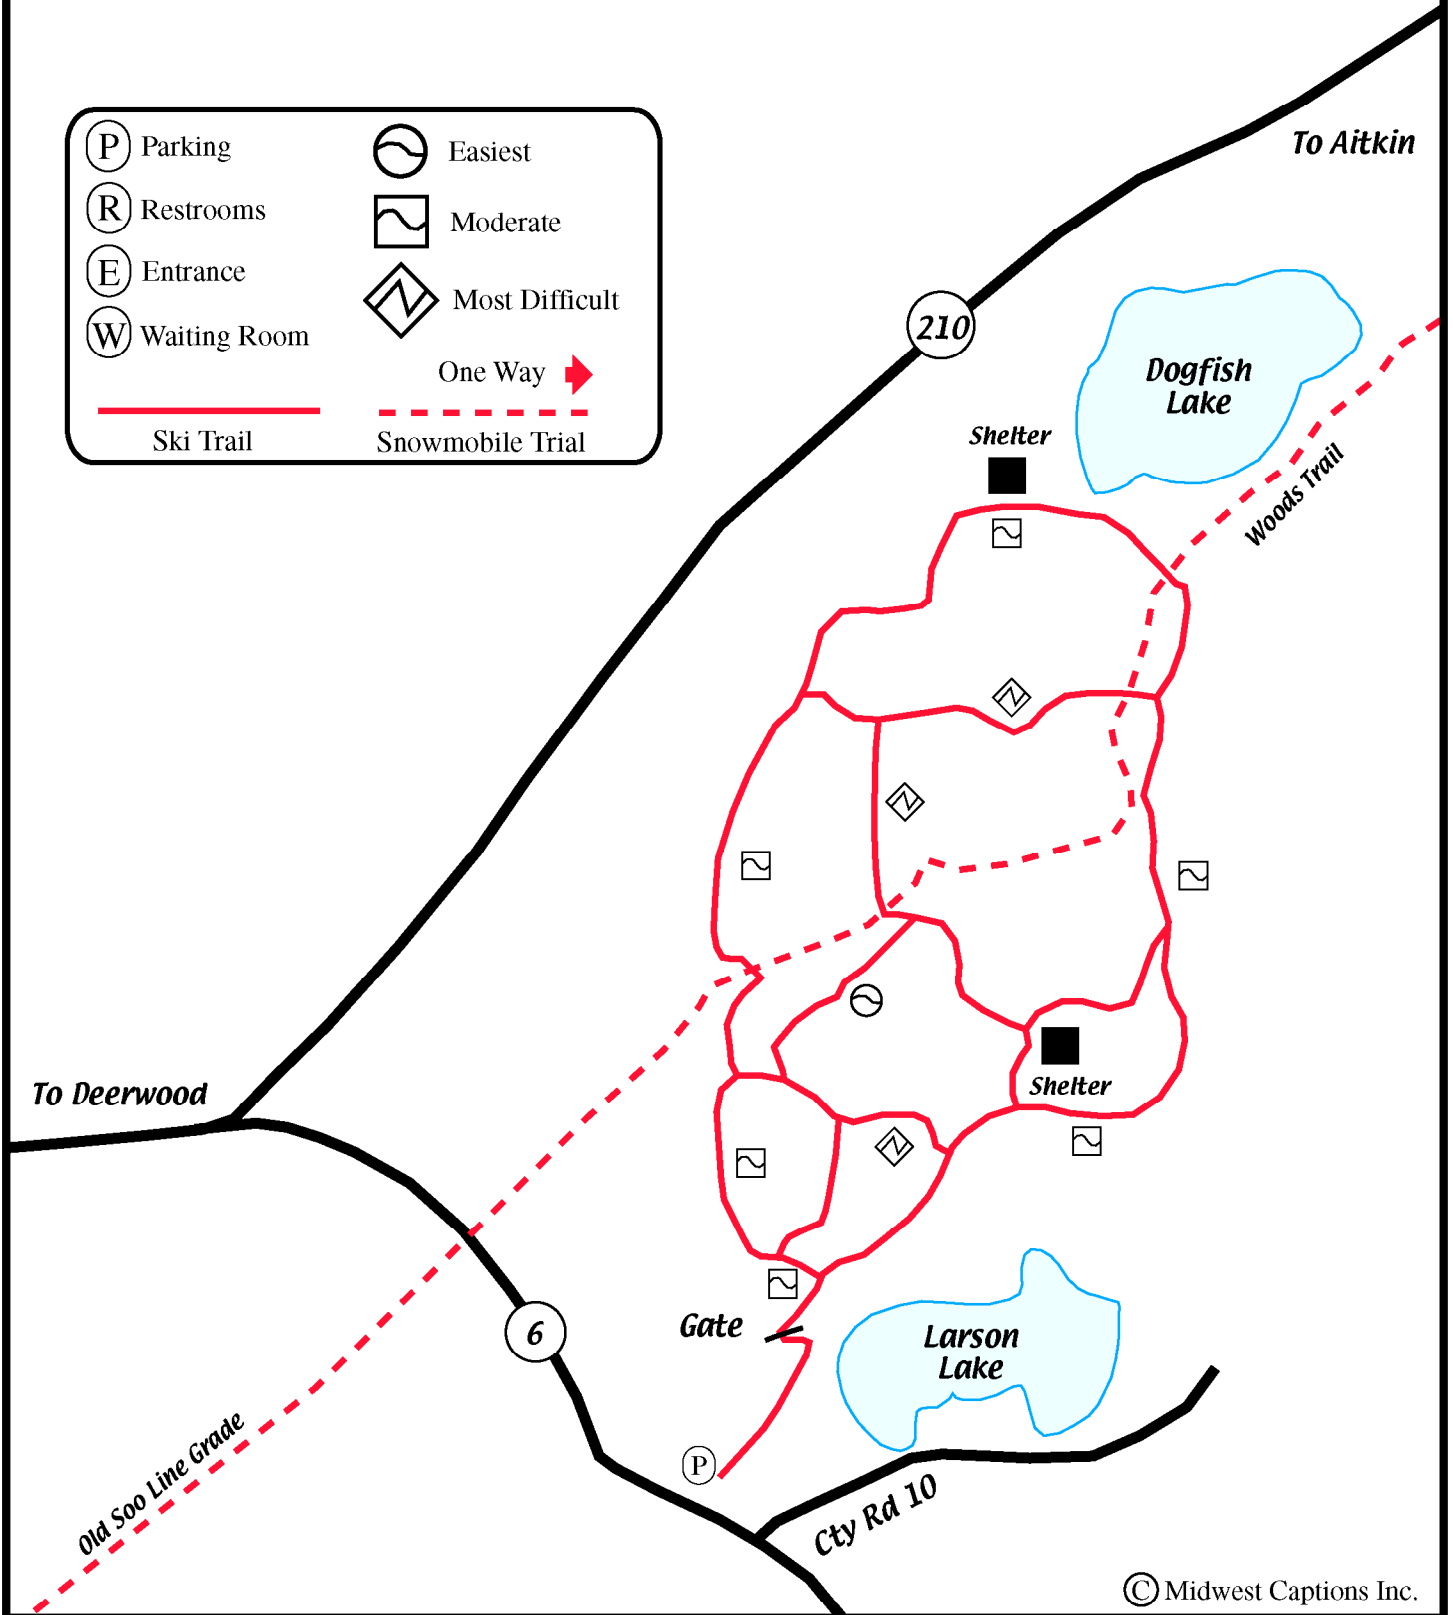 P Parking
R Restrooms
E Entrance
W Waiting Room
Easiest
Moderate
Most Difficult
One Way
Ski Trail
Snowmobile Trial
To Aitkin
210
Dogfish
Lake
Shelter
Woods Trail
Shelter
To Deerwood
6
Gate
Larson
Lake
Old Soo Line Grade
P
Cty Rd 10
© Midwest Captions Inc.